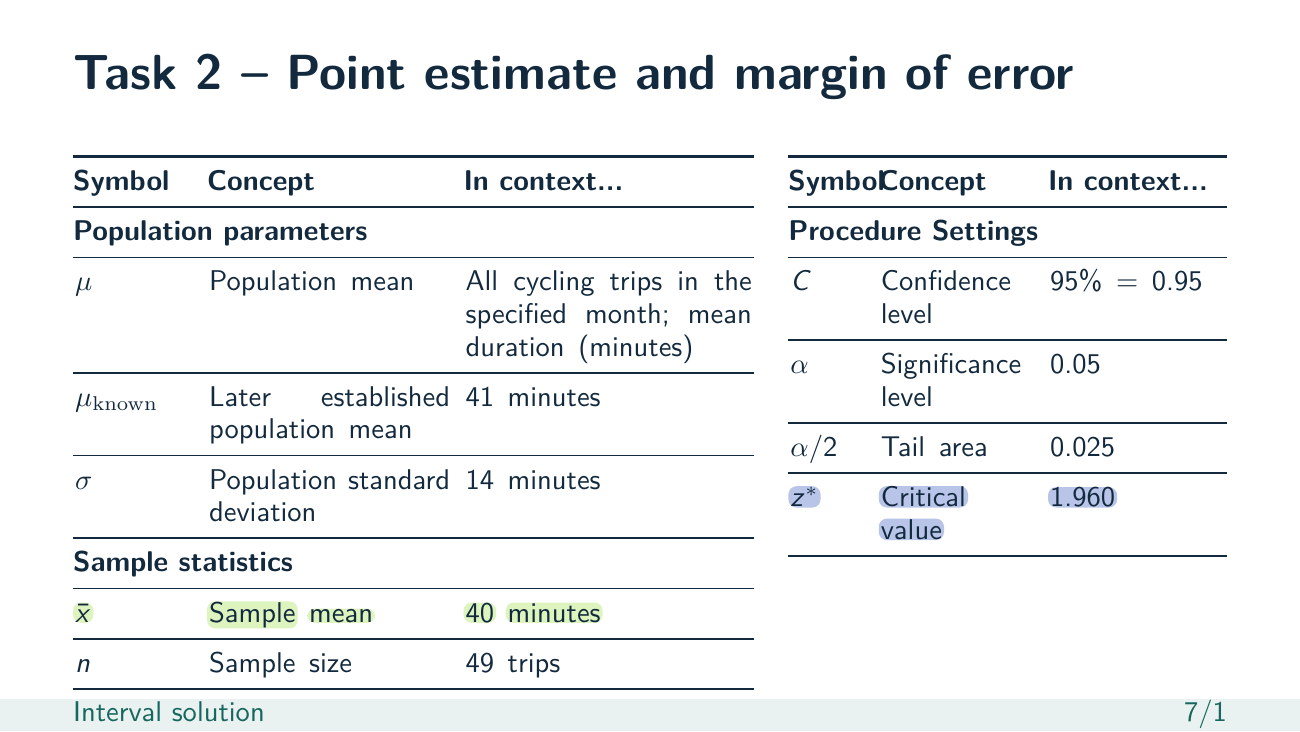 Task 2 – Point estimate and margin of error
Symbol Concept In context...
Population parameters
μ Population mean All cycling trips in the
specified month; mean
duration (minutes)
μknown Later established 41 minutes
population mean
σ Population standard 14 minutes
deviation
Sample statistics
x̄ Sample mean 40 minutes
n Sample size 49 trips
Symbol Concept In context...
Procedure Settings
C Confidence 95% = 0.95
level
α Significance 0.05
level
α/2 Tail area 0.025
z* Critical 1.960
value
Interval solution 7/1